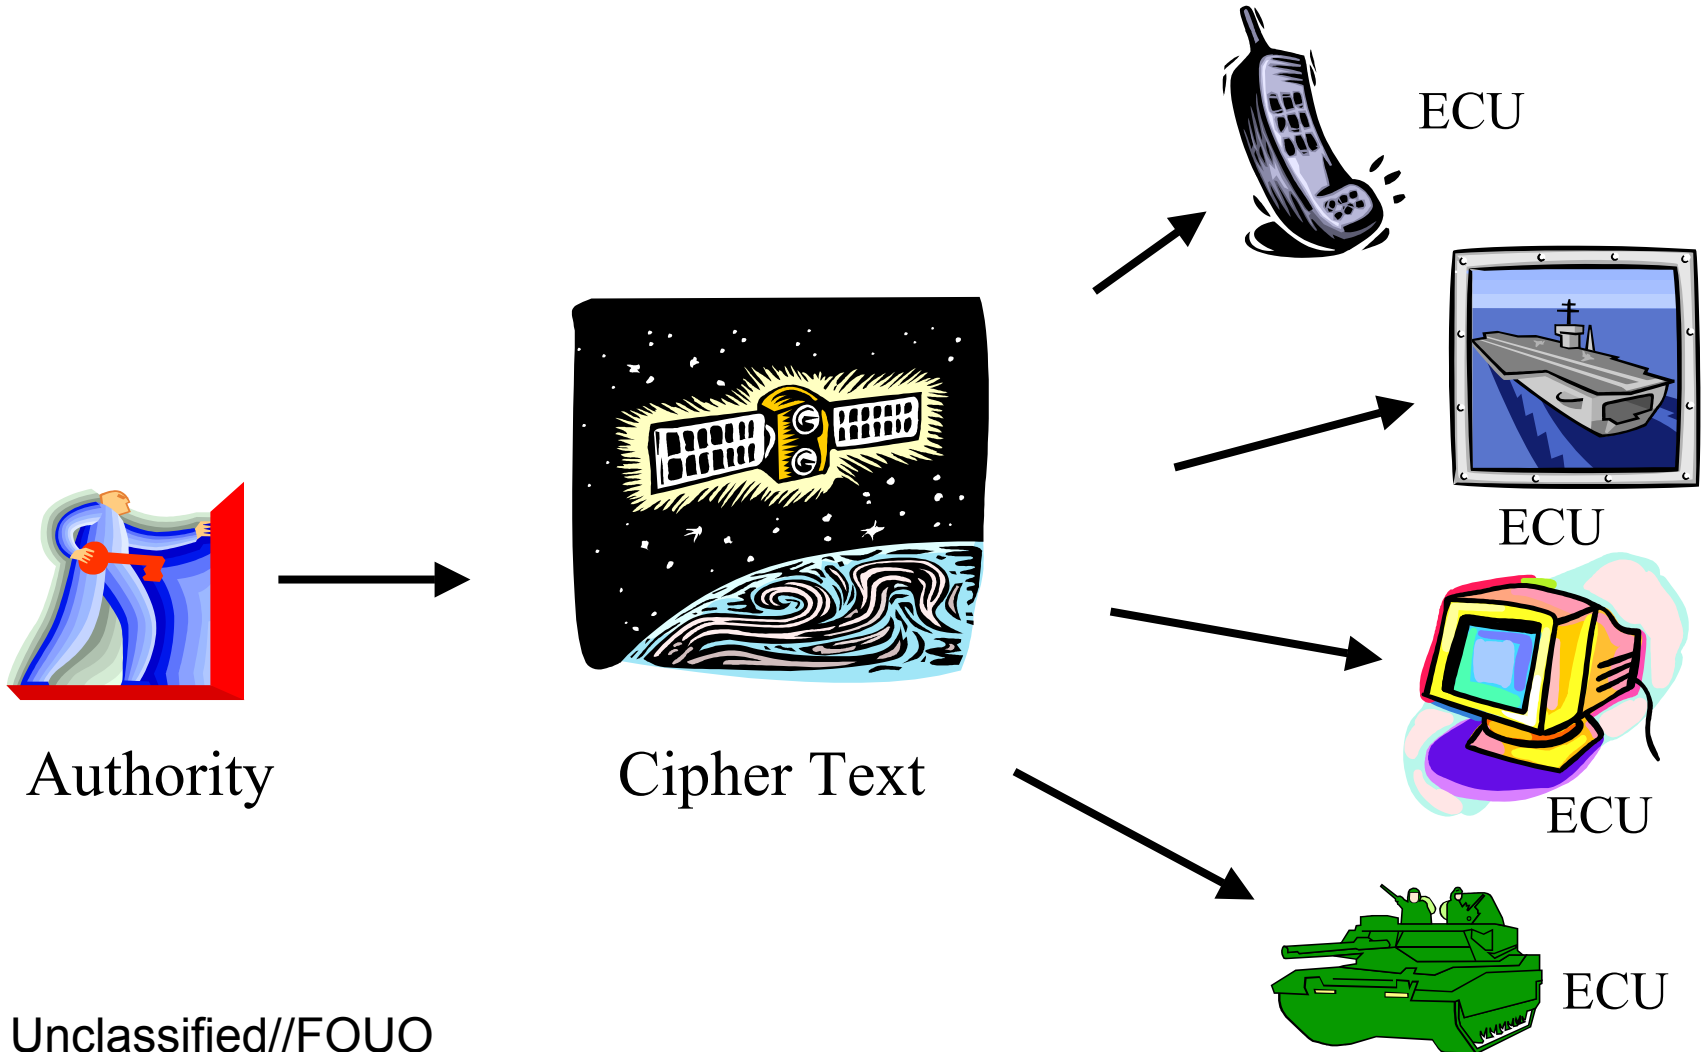 ECU
ECU
Authority
Cipher Text
ECU
ECU
Unclassified//FOUO